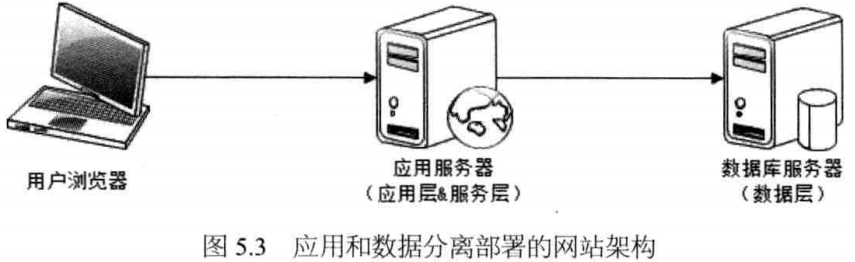 用户浏览器
应用服务器
（应用层&服务层）
数据库服务器
（数据层）
图 5.3 应用和数据分离部署的网站架构